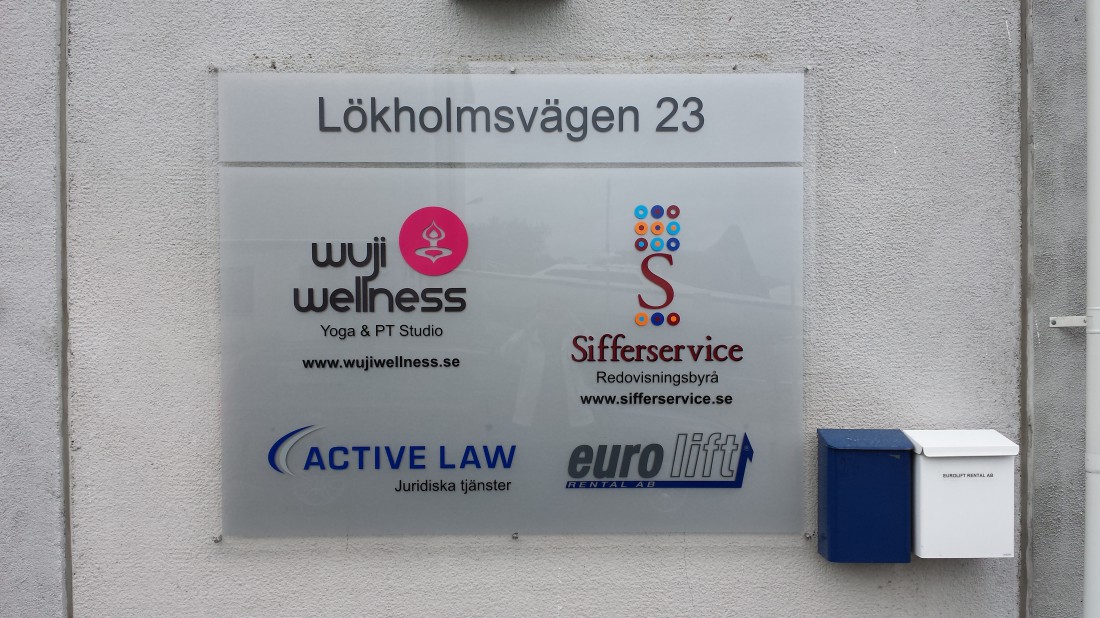 Lökholmsvägen 23
wuji
wellness
Yoga & PT Studio
www.wujiwellness.se
S
Sifferservice
Redovisningsbyrå
www.sifferservice.se
ACTIVE LAW
Juridiska tjänster
euro lift
RENTAL AB
EUROLIFT RENTAL AB